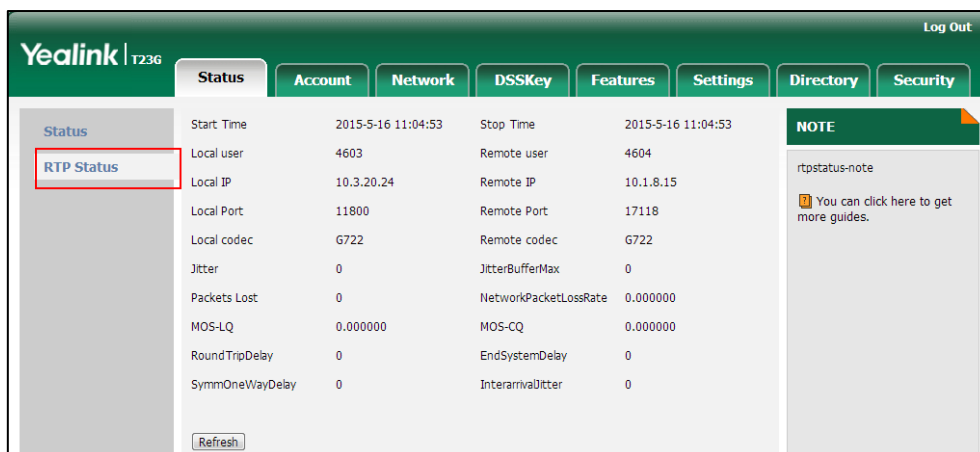 Log Out
Yealink | T23G
Status Account Network DSSKey Features Settings Directory Security
Status
RTP Status
Start Time 2015-5-16 11:04:53 Stop Time 2015-5-16 11:04:53
Local user 4603 Remote user 4604
Local IP 10.3.20.24 Remote IP 10.1.8.15
Local Port 11800 Remote Port 17118
Local codec G722 Remote codec G722
Jitter 0 JitterBufferMax 0
Packets Lost 0 NetworkPacketLossRate 0.000000
MOS-LQ 0.000000 MOS-CQ 0.000000
RoundTripDelay 0 EndSystemDelay 0
SymmOneWayDelay 0 InterarrivalJitter 0
Refresh
NOTE
rtpstatus-note
? You can click here to get
more guides.